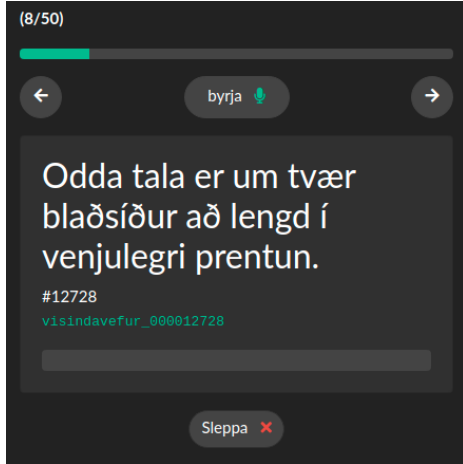 (8/50)
byrja
Odda tala er um tvær
blaðsíður að lengd í
venjulegri prentun.
#12728
visindavefur_000012728
Sleppa